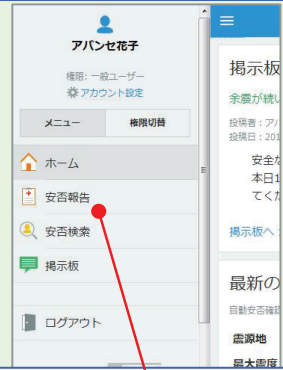 アバンセ花子
権限: 一般ユーザー
アカウント設定
メニュー
権限切替
ホーム
安否報告
安否検索
掲示板
ログアウト
掲示板
余震が続い
投稿者：アバ
投稿日：201
安全な
本日1
てくた
掲示板へ
最新の
自動安否確認
震源地
最大震度